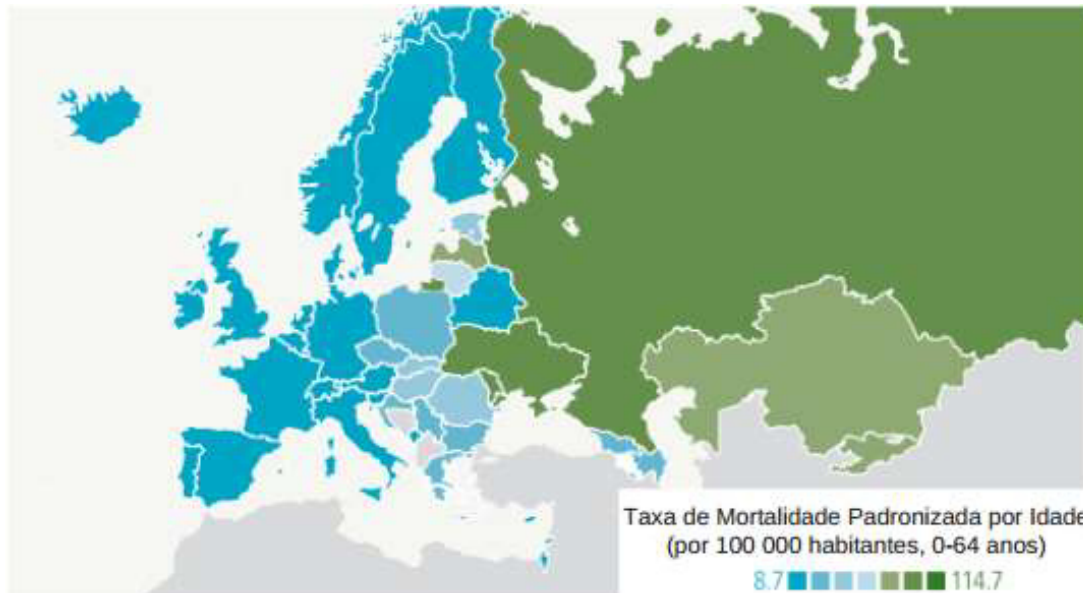 Taxa de Mortalidade Padronizada por Idade
(por 100 000 habitantes, 0-64 anos)
8.7 114.7